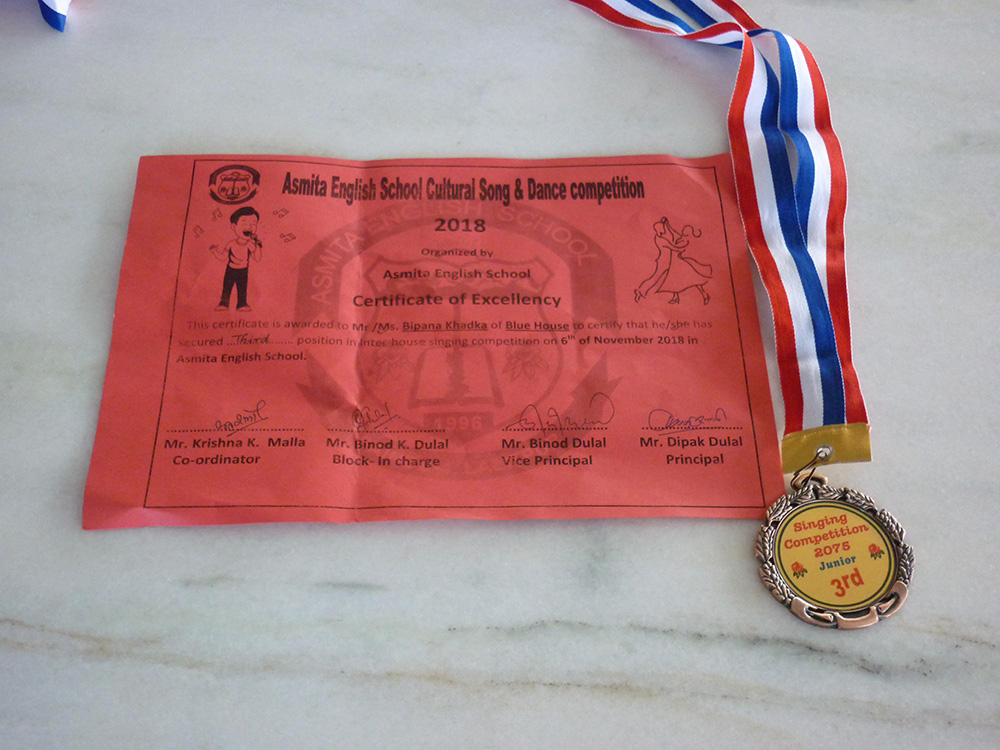 Asmita English School Cultural Song & Dance competition
2018
Organized by
Asmita English School
Certificate of Excellency
This certificate is awarded to Mr /Ms. Bipana Khadka of Blue House to certify that he/she has
secured ...Third...... position in inter house singing competition on 6th of November 2018 in
Asmita English School.
ASMITA ENGLISH SCHOOL
1996
Mr. Krishna K. Malla
Co-ordinator
Mr. Binod K. Dulal
Block- In charge
Mr. Binod Dulal
Vice Principal
Mr. Dipak Dulal
Principal
Singing
Competition
2075
Junior
3rd